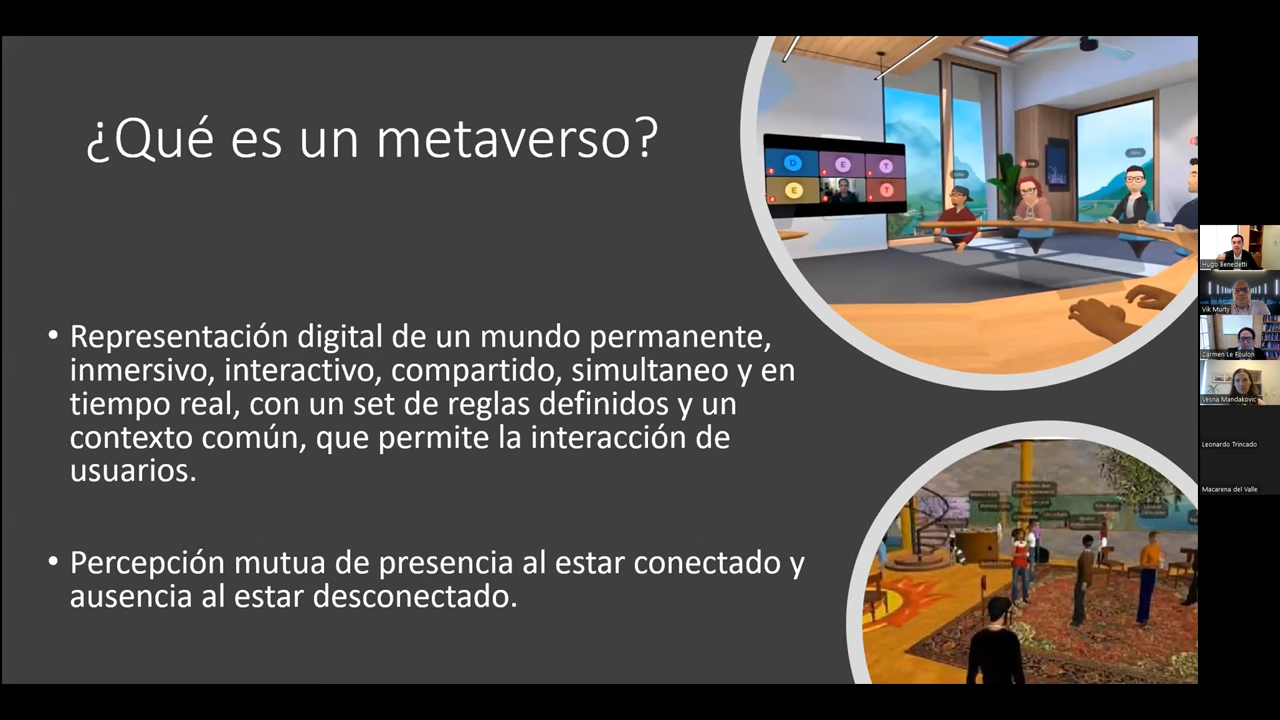 ¿Qué es un metaverso?
• Representación digital de un mundo permanente,
inmersivo, interactivo, compartido, simultaneo y en
tiempo real, con un set de reglas definidos y un
contexto común, que permite la interacción de
usuarios.
• Percepción mutua de presencia al estar conectado y
ausencia al estar desconectado.
D E T
E T
Hugo Benedetti
Vik Murty
Carmen Le Foulon
Vesna Mandakovic
Leonardo Trincado
Macarena del Valle